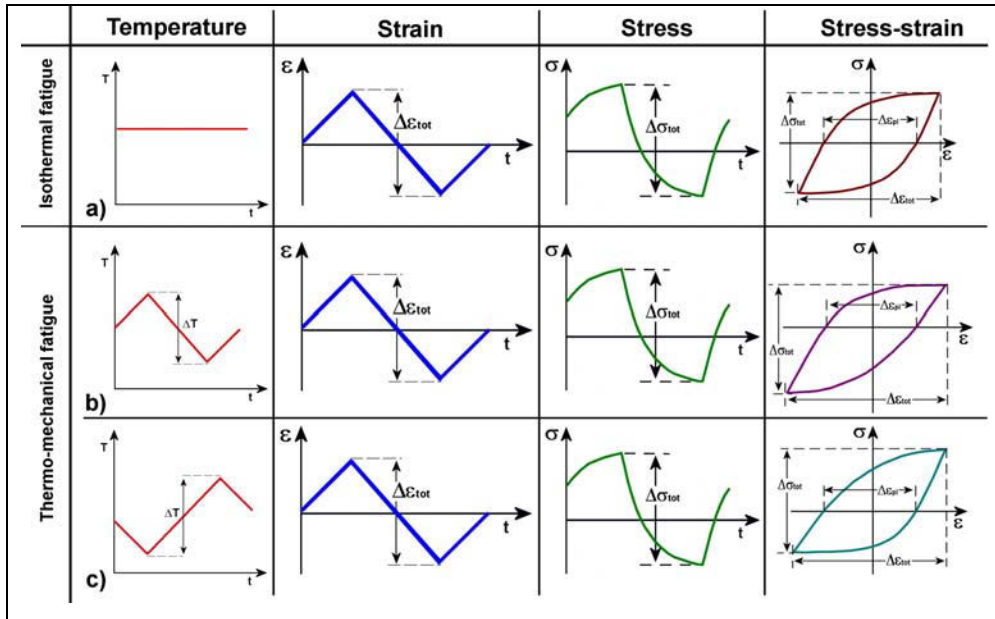 Temperature
Strain
Stress
Stress-strain
Isothermal fatigue
a)
T
t
ε
Δεtot
t
σ
Δσtot
t
σ
Δσtot
Δεpl
ε
Δεtot
Thermo-mechanical fatigue
b)
T
ΔT
t
ε
Δεtot
t
σ
Δσtot
t
σ
Δσtot
Δεpl
ε
Δεtot
c)
T
ΔT
t
ε
Δεtot
t
σ
Δσtot
t
σ
Δσtot
Δεpl
ε
Δεtot